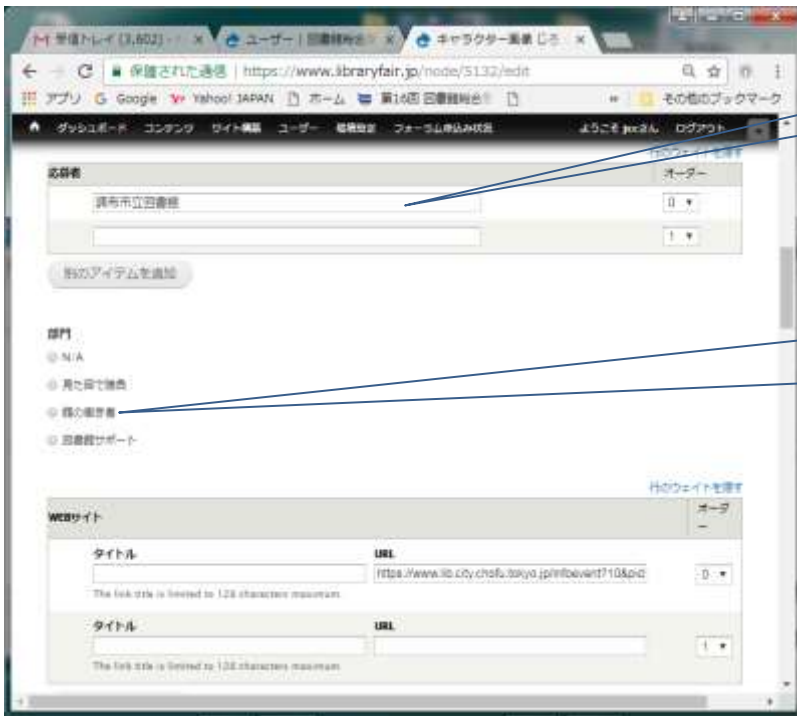 受信トレイ (3,602) -
ユーザー | 図書館総合
キャラクター画像 じろ
保護された通信 | https://www.libraryfair.jp/node/5132/edit
アプリ Google Yahoo! JAPAN ホーム 第16回 図書館総合 » その他のブックマーク
ダッシュボード コンテンツ サイト構築 ユーザー 環境設定 フォーラム申込み状況 ようこそ jccさん ログアウト
行のウェイトを隠す
応募者 オーダー
調布市立図書館 0
1
別のアイテムを追加
部門
N/A
見た目で勝負
図書館サポート
行のウェイトを隠す
WEBサイト オーダー
タイトル URL
https://www.lib.city.chofu.tokyo.jp/infoevent?10&pid 0
The link title is limited to 128 characters maximum.
タイトル URL
1
The link title is limited to 128 characters maximum.